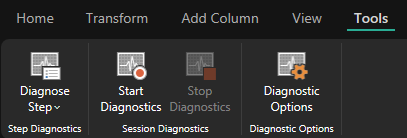 Home Transform Add Column View Tools
Diagnose Step
Start Diagnostics
Stop Diagnostics
Diagnostic Options
Step Diagnostics Session Diagnostics Diagnostic Options